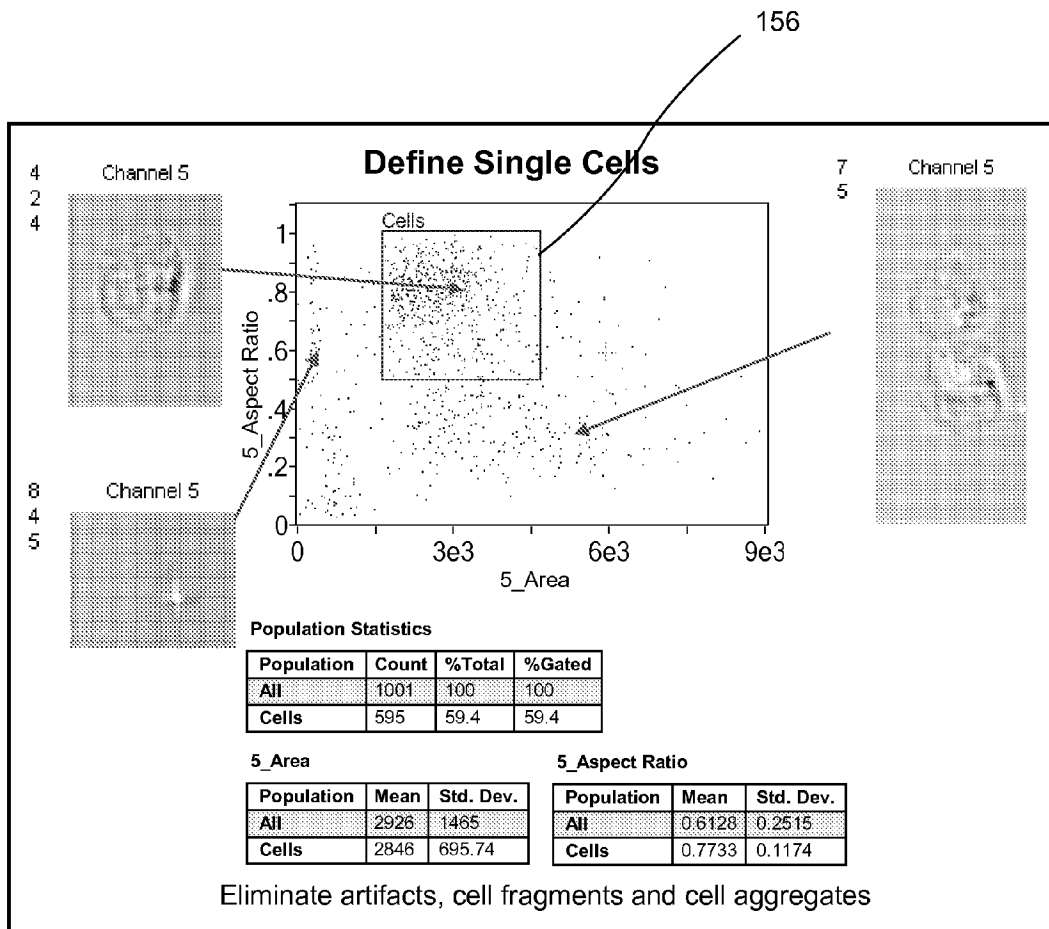 156
Define Single Cells
4
2
4
Channel 5
7
5
Channel 5
8
4
5
Channel 5
Cells
1
.8
.6
.4
.2
0
5_Aspect Ratio
0 3e3 6e3 9e3
5_Area
Population Statistics
Population Count %Total %Gated
All 1001 100 100
Cells 595 59.4 59.4
5_Area
Population Mean Std. Dev.
All 2926 1465
Cells 2846 695.74
5_Aspect Ratio
Population Mean Std. Dev.
All 0.6128 0.2515
Cells 0.7733 0.1174
Eliminate artifacts, cell fragments and cell aggregates